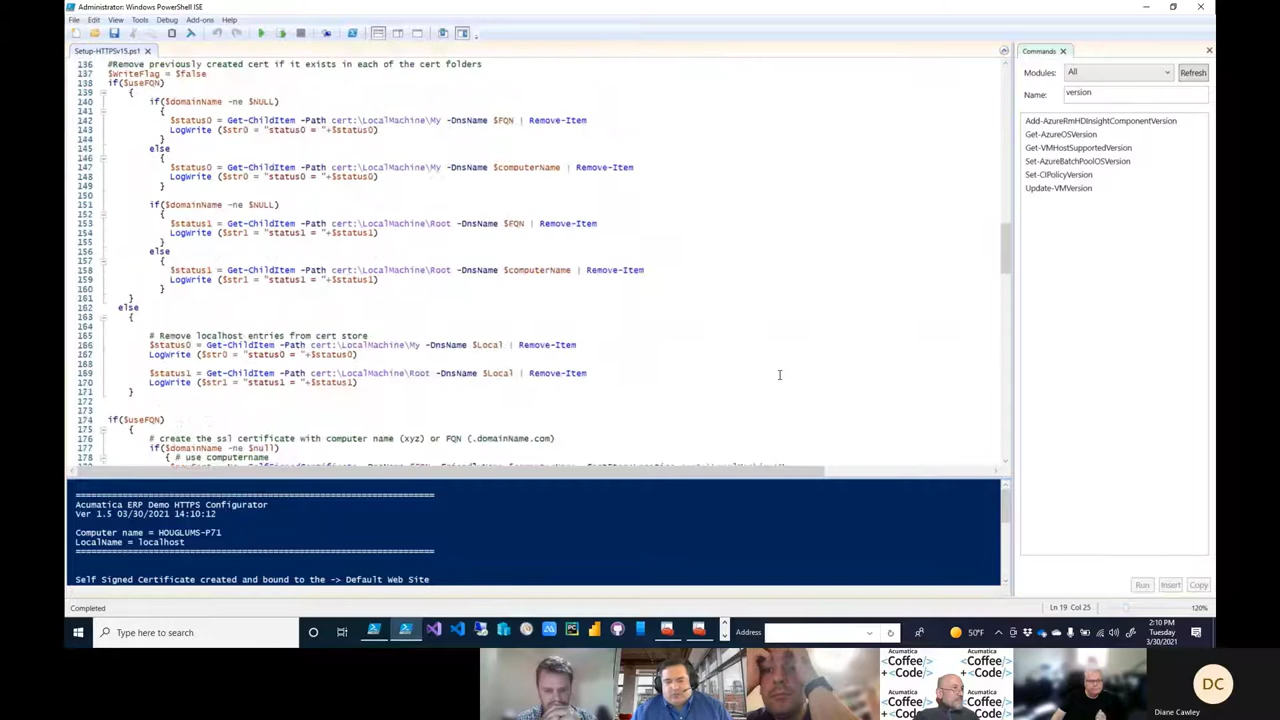 Administrator: Windows PowerShell ISE
File Edit View Tools Debug Add-ons Help
Setup-HTTPSv15.ps1
136 #Remove previously created cert if it exists in each of the cert folders
137 $WriteFlag = $false
138 if($useFQN)
139 {
140 if($domainName -ne $NULL)
141 {
142 $status0 = Get-ChildItem -Path cert:\LocalMachine\My -DnsName $FQN | Remove-Item
143 LogWrite ($str0 = "status0 = "+$status0)
144 }
145 else
146 {
147 $status0 = Get-ChildItem -Path cert:\LocalMachine\My -DnsName $computerName | Remove-Item
148 LogWrite ($str0 = "status0 = "+$status0)
149 }
150
151 if($domainName -ne $NULL)
152 {
153 $status1 = Get-ChildItem -Path cert:\LocalMachine\Root -DnsName $FQN | Remove-Item
154 LogWrite ($str1 = "status1 = "+$status1)
155 }
156 else
157 {
158 $status1 = Get-ChildItem -Path cert:\LocalMachine\Root -DnsName $computerName | Remove-Item
159 LogWrite ($str1 = "status1 = "+$status1)
160 }
161 }
162 else
163 {
164
165 # Remove localhost entries from cert store
166 $status0 = Get-ChildItem -Path cert:\LocalMachine\My -DnsName $Local | Remove-Item
167 LogWrite ($str0 = "status0 = "+$status0)
168
169 $status1 = Get-ChildItem -Path cert:\LocalMachine\Root -DnsName $Local | Remove-Item
170 LogWrite ($str1 = "status1 = "+$status1)
171 }
172
173
174 if($useFQN)
175 {
176 # create the ssl certificate with computer name (xyz) or FQN (.domainName.com)
177 if($domainName -ne $null)
178 { # use computername
Commands
Modules: All Refresh
Name: version
Add-AzureRmHDInsightComponentVersion
Get-AzureOSVersion
Get-VMHostSupportedVersion
Set-AzureBatchPoolOSVersion
Set-CIPolicyVersion
Update-VMVersion
Run Insert Copy
==========================================================
Acumatica ERP Demo HTTPS Configurator
Ver 1.5 03/30/2021 14:10:12
Computer name = HOUGLUMS-P71
LocalName = localhost
==========================================================
Self Signed Certificate created and bound to the -> Default Web Site
Completed
Ln 19 Col 25
120%
Type here to search
Address
50°F
2:10 PM
Tuesday
3/30/2021
Acumatica
Coffee</>
+<Code/>
Acumatica
Coffee</>
+<Code/>
DC
Diane Cawley